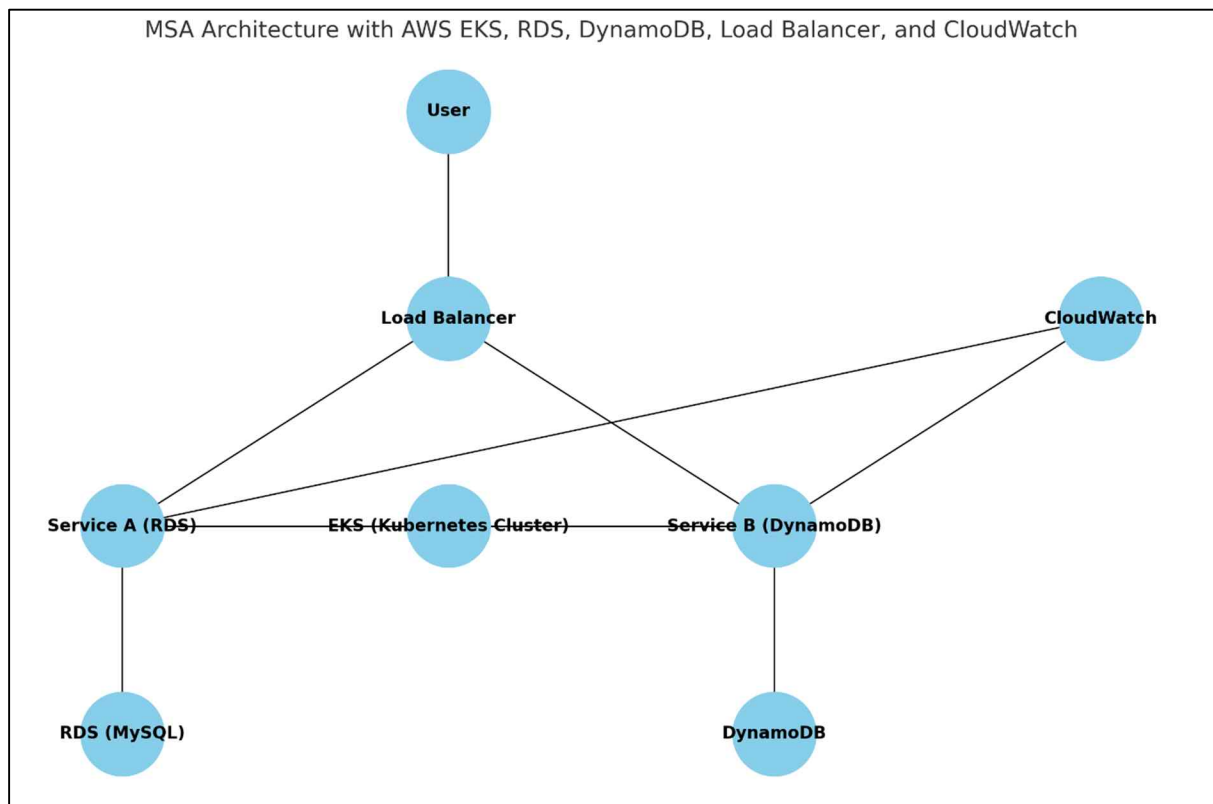 MSA Architecture with AWS EKS, RDS, DynamoDB, Load Balancer, and CloudWatch
User
Load Balancer
CloudWatch
Service A (RDS)
EKS (Kubernetes Cluster)
Service B (DynamoDB)
RDS (MySQL)
DynamoDB